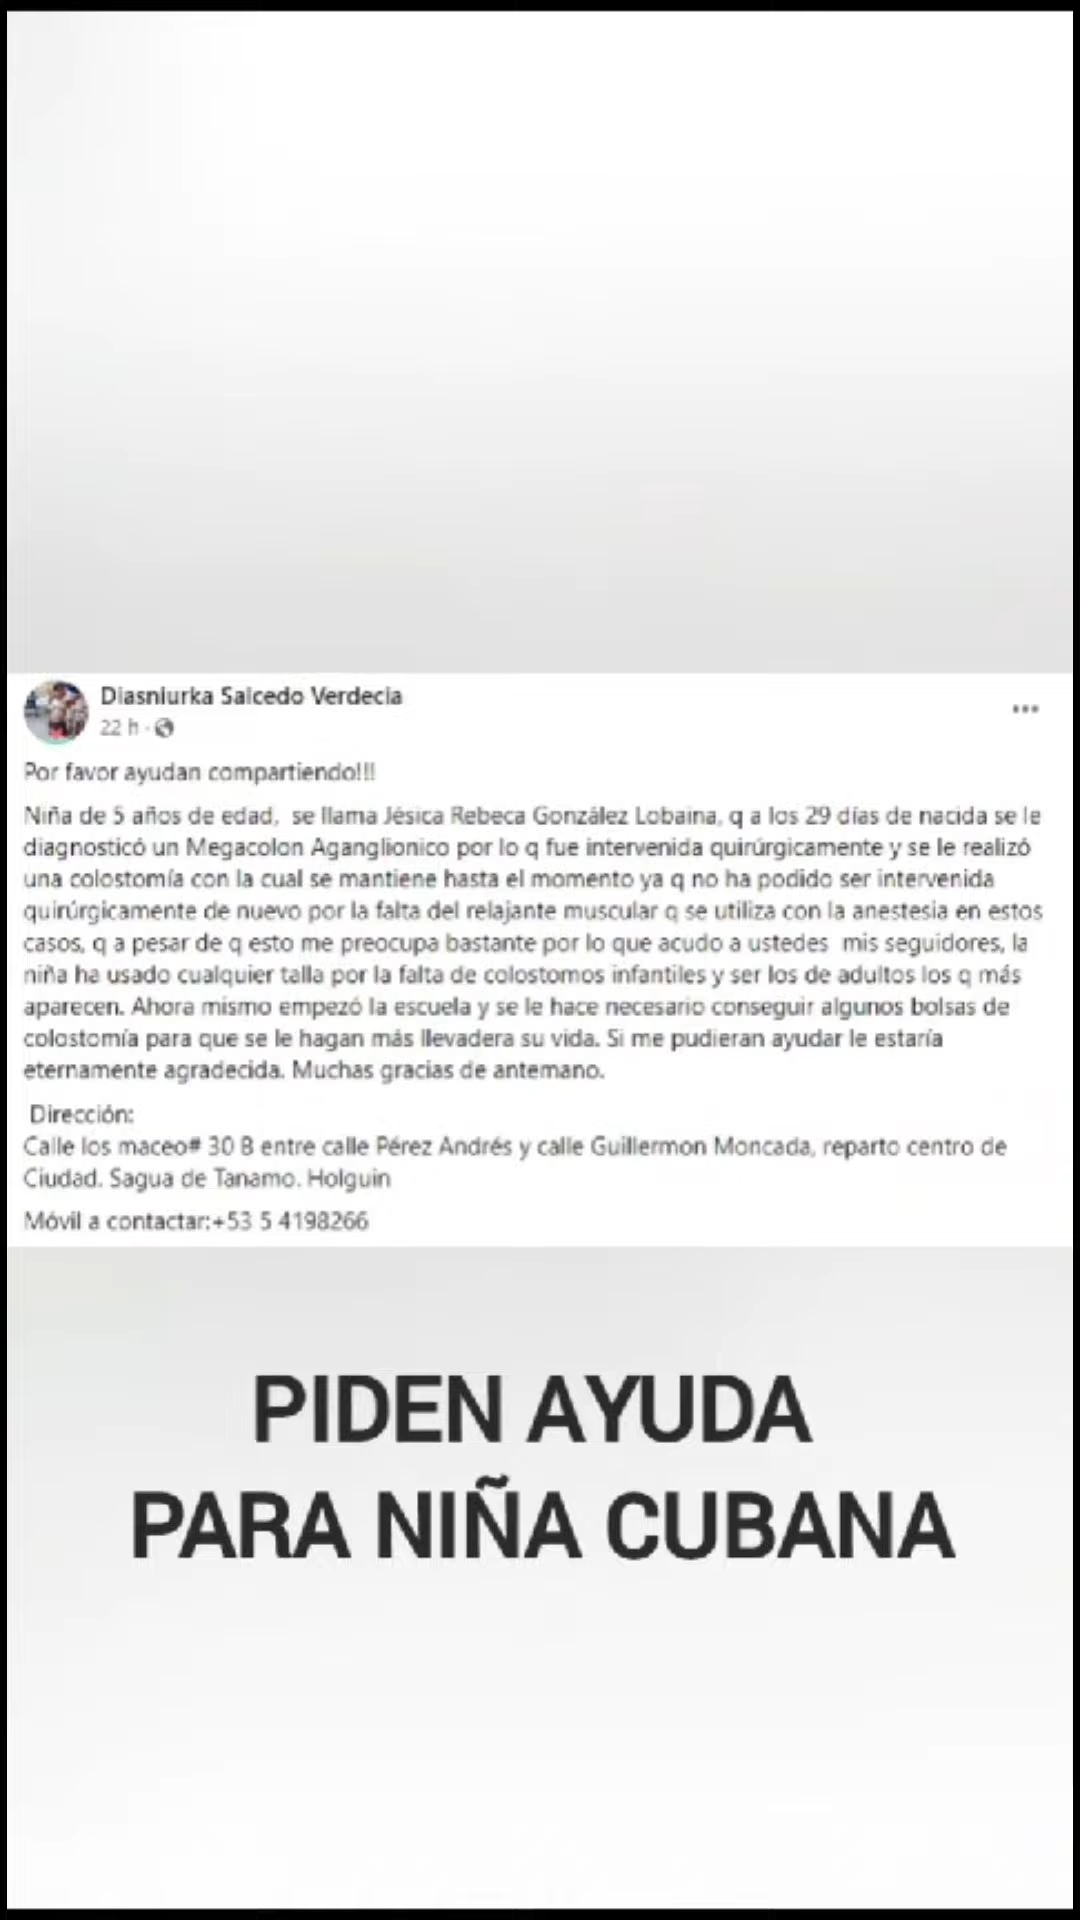 Diasniurka Salcedo Verdecia
22 h ·
Por favor ayudan compartiendo!!!
Niña de 5 años de edad, se llama Jésica Rebeca González Lobaina, q a los 29 días de nacida se le
diagnosticó un Megacolon Aganglionico por lo q fue intervenida quirúrgicamente y se le realizó
una colostomía con la cual se mantiene hasta el momento ya q no ha podido ser intervenida
quirúrgicamente de nuevo por la falta del relajante muscular q se utiliza con la anestesia en estos
casos, q a pesar de q esto me preocupa bastante por lo que acudo a ustedes mis seguidores, la
niña ha usado cualquier talla por la falta de colostomos infantiles y ser los de adultos los q más
aparecen. Ahora mismo empezó la escuela y se le hace necesario conseguir algunos bolsas de
colostomía para que se le hagan más llevadera su vida. Si me pudieran ayudar le estaría
eternamente agradecida. Muchas gracias de antemano.
Dirección:
Calle los maceo# 30 B entre calle Pérez Andrés y calle Guillermon Moncada, reparto centro de
Ciudad. Sagua de Tanamo. Holguin
Móvil a contactar:+53 5 4198266
PIDEN AYUDA
PARA NIÑA CUBANA